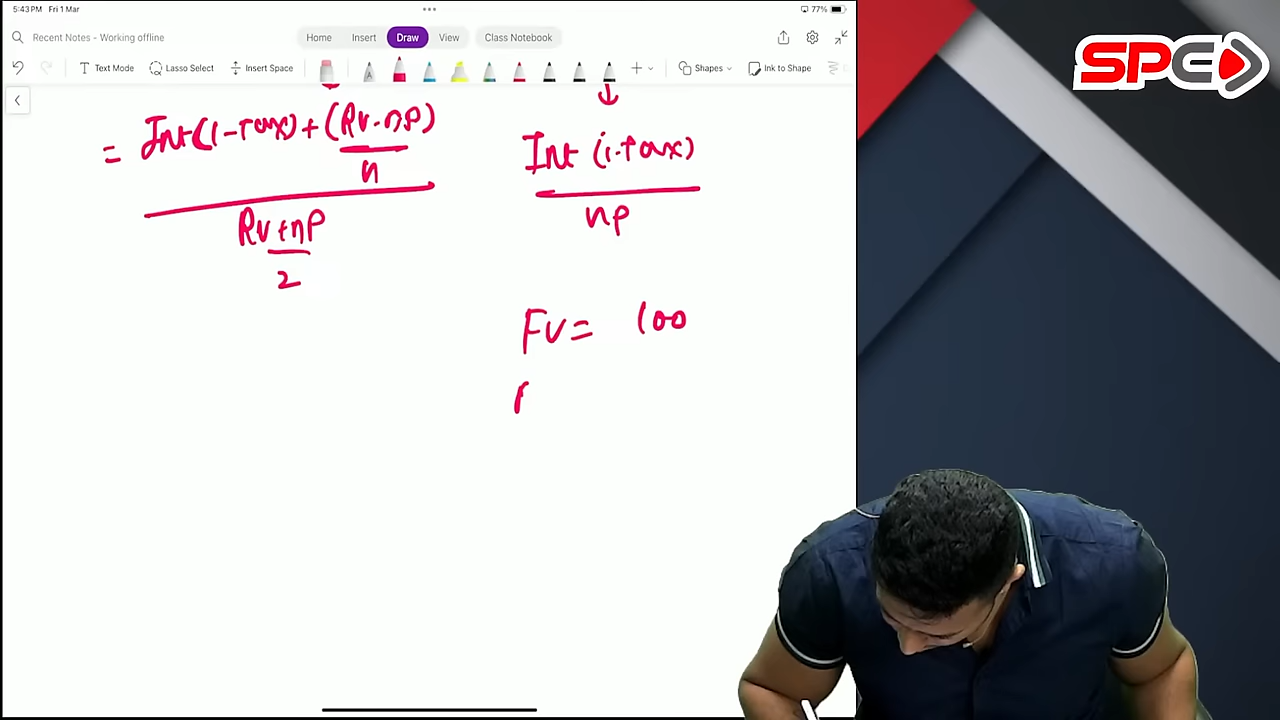 5:43PM Fri 1 Mar
77%
Recent Notes - Working offline
Home Insert Draw View Class Notebook
Text Mode Lasso Select Insert Space Shapes Ink to Shape
SPE
= Int(1-Tax) + (Rv-np)
n
Rv+np
2
Int (1-Tax)
np
Fv = 100